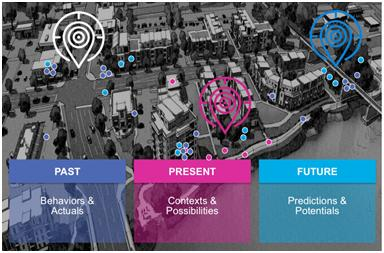 PAST
Behaviors &
Actuals
PRESENT
Contexts &
Possibilities
FUTURE
Predictions &
Potentials